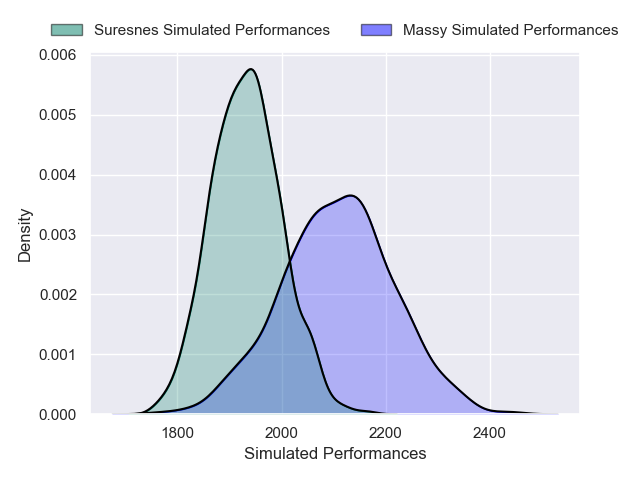 Suresnes Simulated Performances Massy Simulated Performances
0.006
0.005
0.004
0.003
0.002
0.001
0.000
Density
1800 2000 2200 2400
Simulated Performances